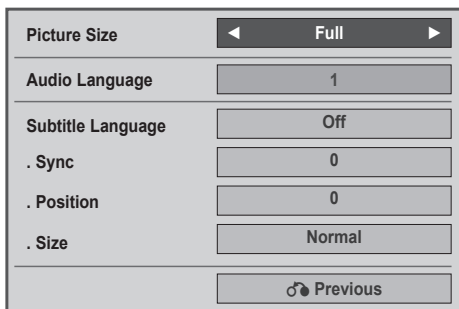 Picture Size ◀ Full ▶
Audio Language 1
Subtitle Language Off
. Sync 0
. Position 0
. Size Normal
Previous